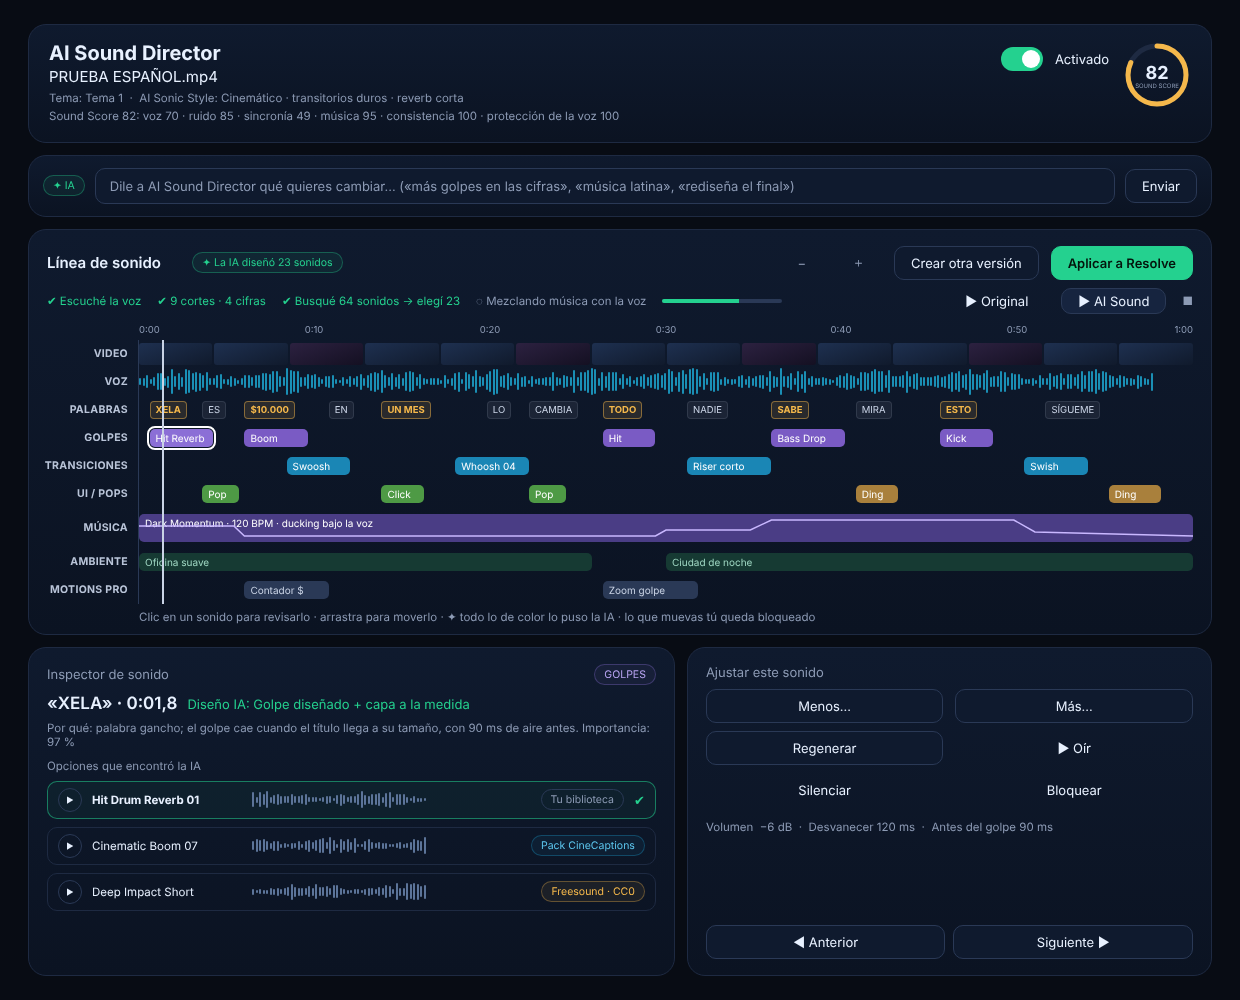 AI Sound Director
PRUEBA ESPAÑOL.mp4
Tema: Tema 1 · AI Sonic Style: Cinemático · transitorios duros · reverb corta
Sound Score 82: voz 70 · ruido 85 · sincronía 49 · música 95 · consistencia 100 · protección de la voz 100
Activado
82
SOUND SCORE
✦ IA
Dile a AI Sound Director qué quieres cambiar... («más golpes en las cifras», «música latina», «rediseña el final»)
Enviar
Línea de sonido
✦ La IA diseñó 23 sonidos
− +
Crear otra versión
Aplicar a Resolve
✔ Escuché la voz ✔ 9 cortes · 4 cifras ✔ Busqué 64 sonidos → elegí 23 ○ Mezclando música con la voz
▶ Original
▶ AI Sound
■
0:00 0:10 0:20 0:30 0:40 0:50 1:00
VIDEO
VOZ
PALABRAS XELA ES $10.000 EN UN MES LO CAMBIA TODO NADIE SABE MIRA ESTO SÍGUEME
GOLPES Hit Reverb Boom Hit Bass Drop Kick
TRANSICIONES Swoosh Whoosh 04 Riser corto Swish
UI / POPS Pop Click Pop Ding Ding
MÚSICA Dark Momentum · 120 BPM · ducking bajo la voz
AMBIENTE Oficina suave Ciudad de noche
MOTIONS PRO Contador $ Zoom golpe
Clic en un sonido para revisarlo · arrastra para moverlo · ✦ todo lo de color lo puso la IA · lo que muevas tú queda bloqueado
Inspector de sonido
GOLPES
«XELA» · 0:01,8 Diseño IA: Golpe diseñado + capa a la medida
Por qué: palabra gancho; el golpe cae cuando el título llega a su tamaño, con 90 ms de aire antes. Importancia:
97 %
Opciones que encontró la IA
▶ Hit Drum Reverb 01 Tu biblioteca ✔
▶ Cinematic Boom 07 Pack CineCaptions
▶ Deep Impact Short Freesound · CC0
Ajustar este sonido
Menos... Más...
Regenerar ▶ Oír
Silenciar Bloquear
Volumen −6 dB · Desvanecer 120 ms · Antes del golpe 90 ms
◀ Anterior Siguiente ▶